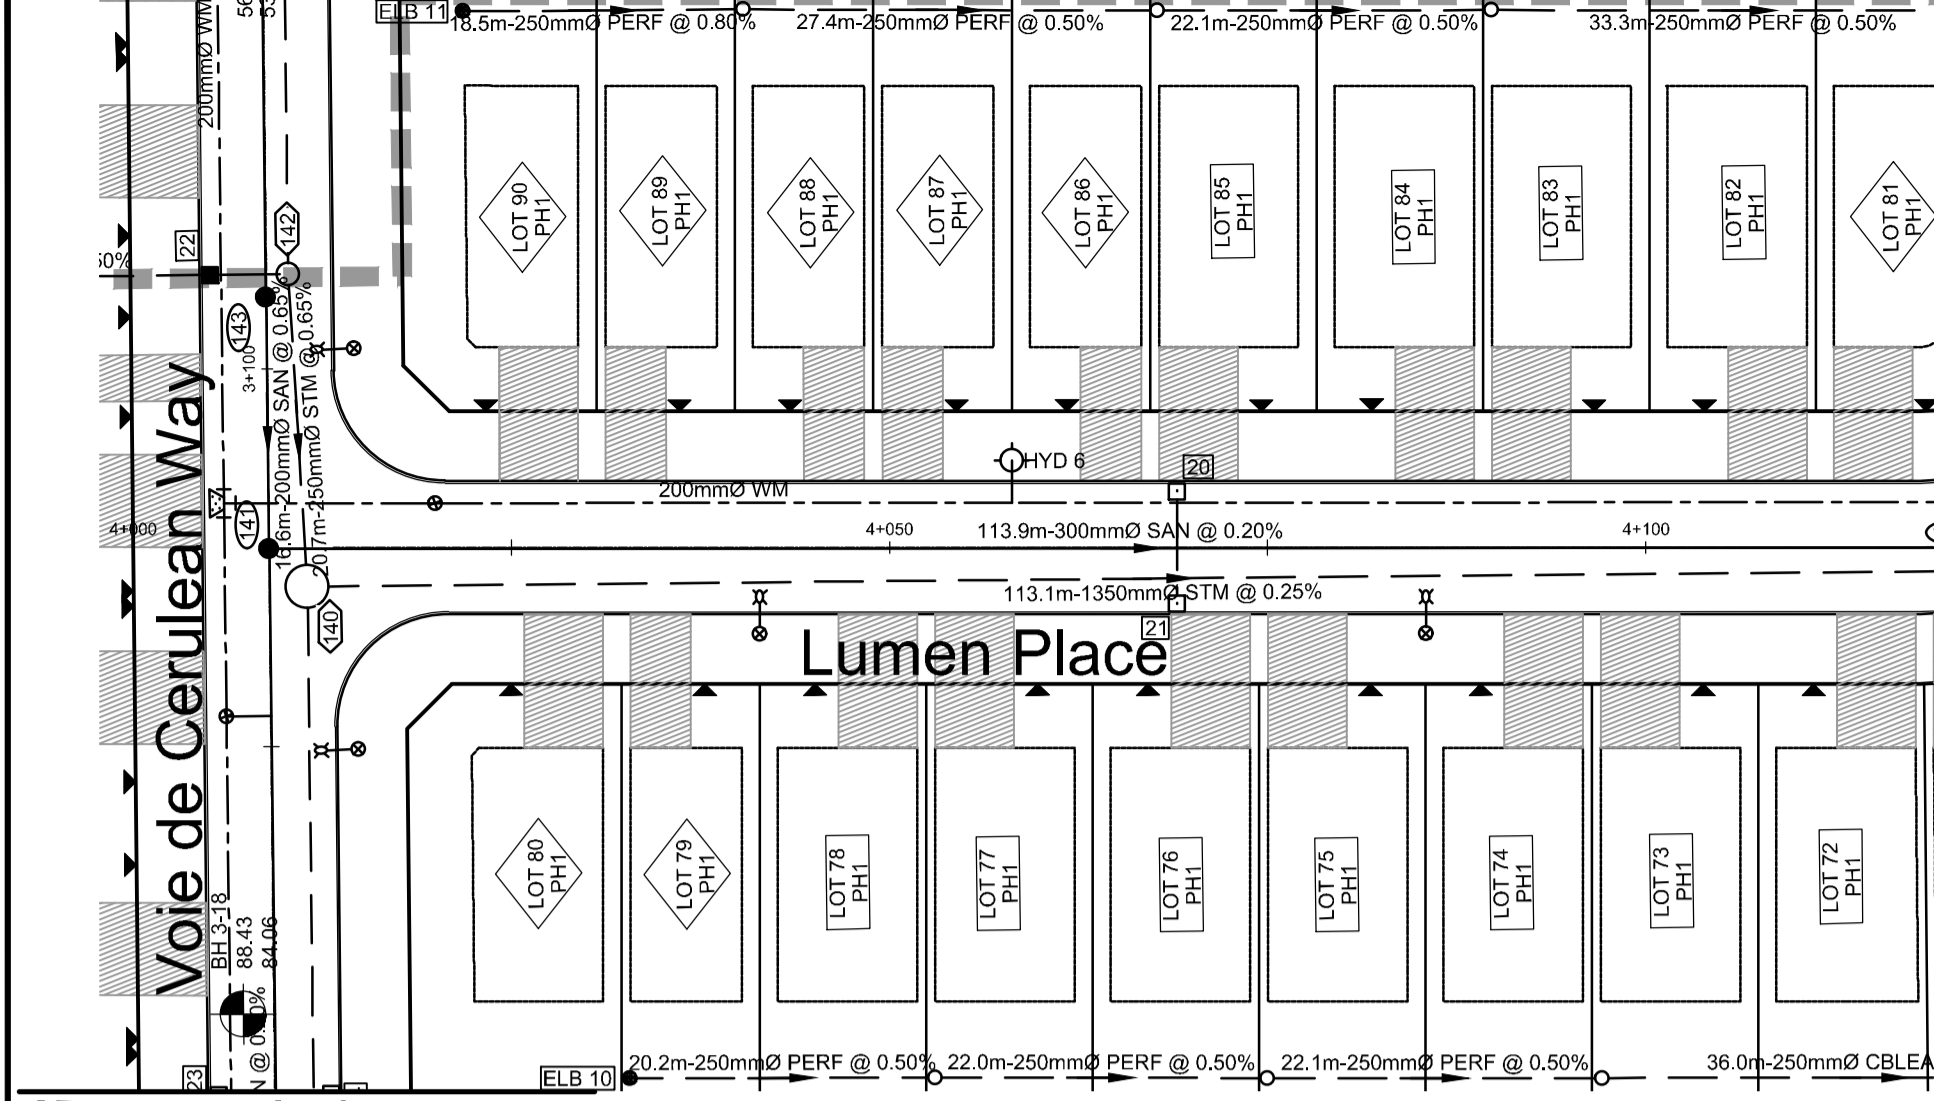 ELB 11
18.5m-250mmØ PERF @ 0.80%
27.4m-250mmØ PERF @ 0.50%
22.1m-250mmØ PERF @ 0.50%
33.3m-250mmØ PERF @ 0.50%
200mmØ WM
LOT 90
PH1
LOT 89
PH1
LOT 88
PH1
LOT 87
PH1
LOT 86
PH1
LOT 85
PH1
LOT 84
PH1
LOT 83
PH1
LOT 82
PH1
LOT 81
PH1
22
142
143
3+100
16.6m-200mmØ SAN @ 0.65%
20.7m-250mmØ STM @ 0.65%
Voie de Cerulean Way
HYD 6
20
200mmØ WM
141
4+000
4+050
113.9m-300mmØ SAN @ 0.20%
4+100
113.1m-1350mmØ STM @ 0.25%
140
21
Lumen Place
LOT 80
PH1
LOT 79
PH1
LOT 78
PH1
LOT 77
PH1
LOT 76
PH1
LOT 75
PH1
LOT 74
PH1
LOT 73
PH1
LOT 72
PH1
BH 3-18
88.43
84.06
23
ELB 10
20.2m-250mmØ PERF @ 0.50%
22.0m-250mmØ PERF @ 0.50%
22.1m-250mmØ PERF @ 0.50%
36.0m-250mmØ CBLEA